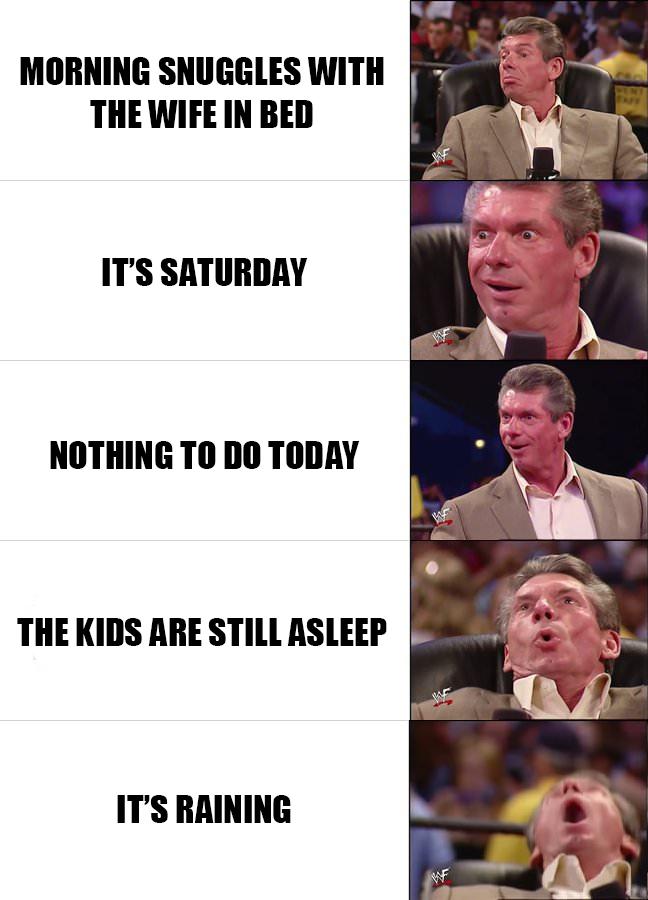 MORNING SNUGGLES WITH
THE WIFE IN BED
IT'S SATURDAY
NOTHING TO DO TODAY
THE KIDS ARE STILL ASLEEP
IT'S RAINING